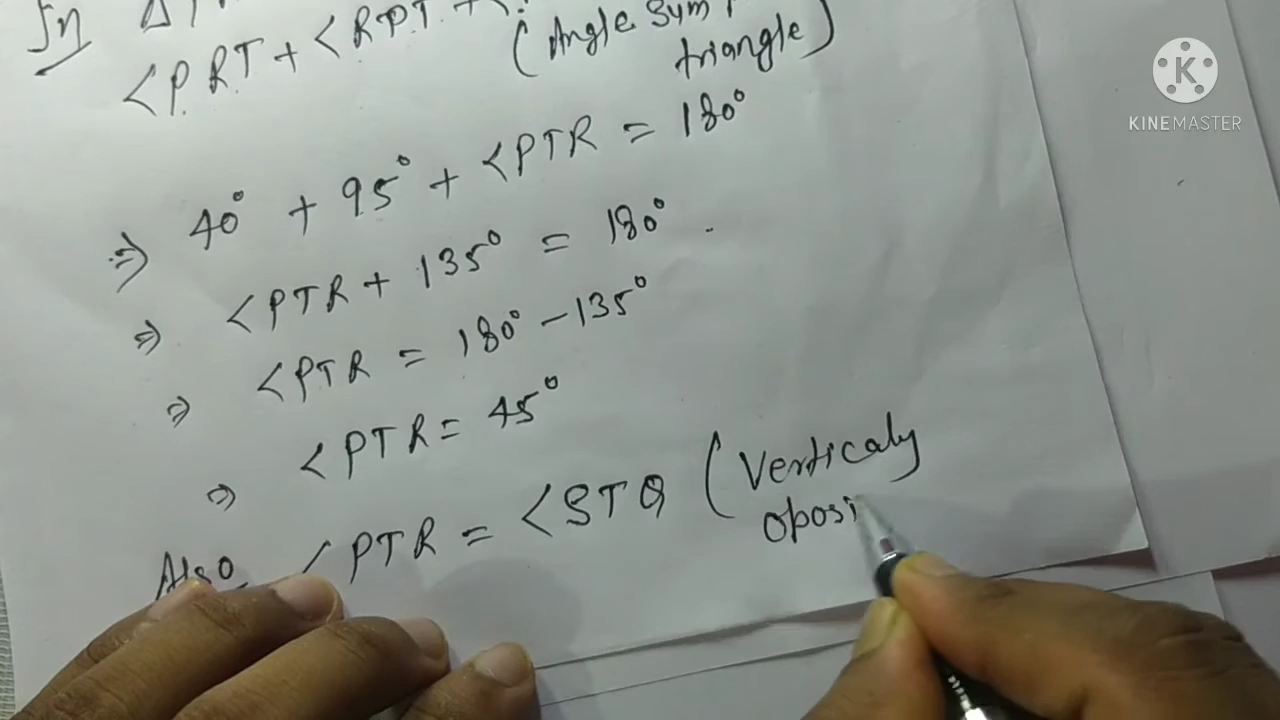 In Δ
<PRT + <RPT +
(Angle sum
triangle)
⇒ 40° + 95° + <PTR = 180°
⇒ <PTR + 135° = 180°.
⇒ <PTR = 180° - 135°
⇒ <PTR = 45°
Also, <PTR = <STQ (Verticaly
oposi
K
KINEMASTER